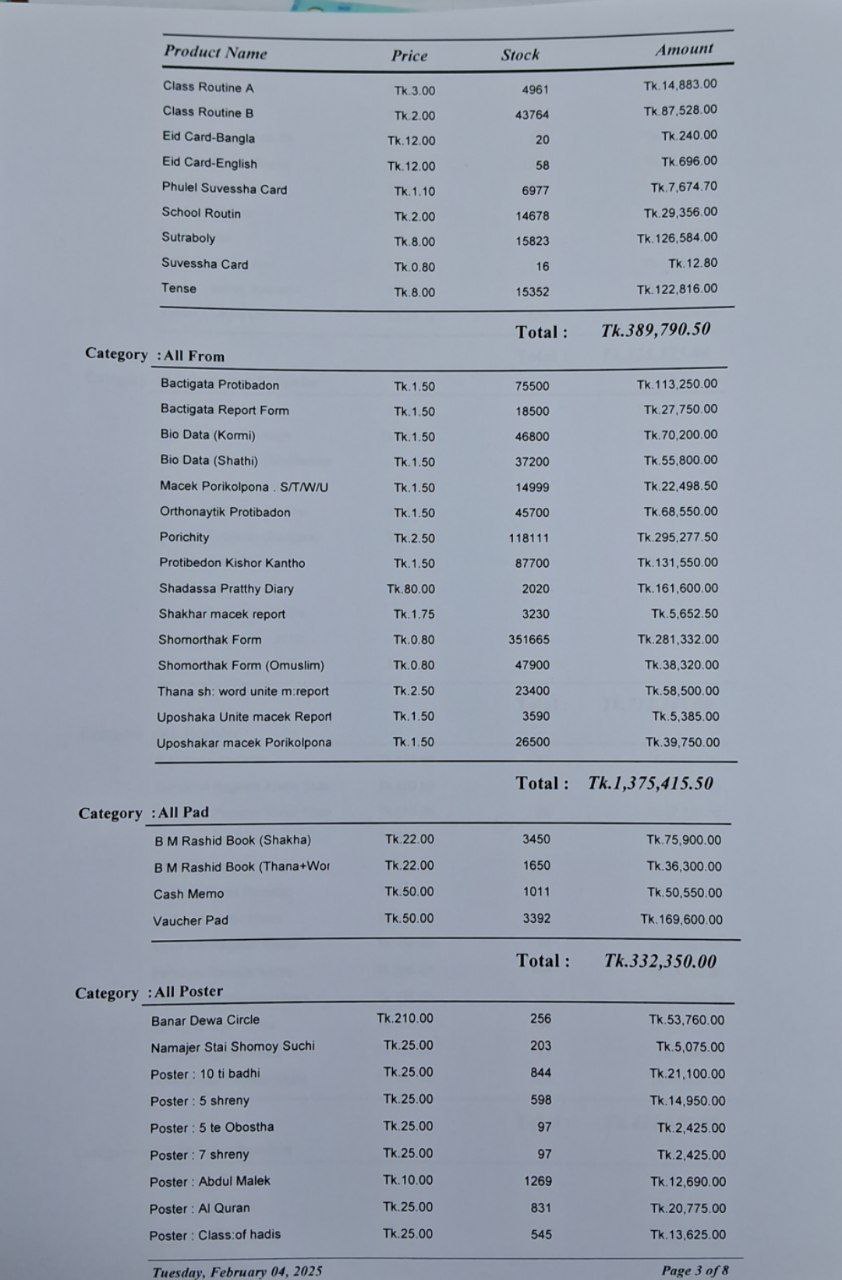 Product Name Price Stock Amount
Class Routine A Tk.3.00 4961 Tk.14,883.00
Class Routine B Tk.2.00 43764 Tk.87,528.00
Eid Card-Bangla Tk.12.00 20 Tk.240.00
Eid Card-English Tk.12.00 58 Tk.696.00
Phulel Suvessha Card Tk.1.10 6977 Tk.7,674.70
School Routin Tk.2.00 14678 Tk.29,356.00
Sutraboly Tk.8.00 15823 Tk.126,584.00
Suvessha Card Tk.0.80 16 Tk.12.80
Tense Tk.8.00 15352 Tk.122,816.00
Total : Tk.389,790.50
Category : All From
Bactigata Protibadon Tk.1.50 75500 Tk.113,250.00
Bactigata Report Form Tk.1.50 18500 Tk.27,750.00
Bio Data (Kormi) Tk.1.50 46800 Tk.70,200.00
Bio Data (Shathi) Tk.1.50 37200 Tk.55,800.00
Macek Porikolpona . S/T/W/U Tk.1.50 14999 Tk.22,498.50
Orthonaytik Protibadon Tk.1.50 45700 Tk.68,550.00
Porichity Tk.2.50 118111 Tk.295,277.50
Protibedon Kishor Kantho Tk.1.50 87700 Tk.131,550.00
Shadassa Pratthy Diary Tk.80.00 2020 Tk.161,600.00
Shakhar macek report Tk.1.75 3230 Tk.5,652.50
Shomorthak Form Tk.0.80 351665 Tk.281,332.00
Shomorthak Form (Omuslim) Tk.0.80 47900 Tk.38,320.00
Thana sh: word unite m:report Tk.2.50 23400 Tk.58,500.00
Uposhaka Unite macek Report Tk.1.50 3590 Tk.5,385.00
Uposhakar macek Porikolpona Tk.1.50 26500 Tk.39,750.00
Total : Tk.1,375,415.50
Category : All Pad
B M Rashid Book (Shakha) Tk.22.00 3450 Tk.75,900.00
B M Rashid Book (Thana+Wor Tk.22.00 1650 Tk.36,300.00
Cash Memo Tk.50.00 1011 Tk.50,550.00
Vaucher Pad Tk.50.00 3392 Tk.169,600.00
Total : Tk.332,350.00
Category : All Poster
Banar Dewa Circle Tk.210.00 256 Tk.53,760.00
Namajer Stai Shomoy Suchi Tk.25.00 203 Tk.5,075.00
Poster : 10 ti badhi Tk.25.00 844 Tk.21,100.00
Poster : 5 shreny Tk.25.00 598 Tk.14,950.00
Poster : 5 te Obostha Tk.25.00 97 Tk.2,425.00
Poster : 7 shreny Tk.25.00 97 Tk.2,425.00
Poster : Abdul Malek Tk.10.00 1269 Tk.12,690.00
Poster : Al Quran Tk.25.00 831 Tk.20,775.00
Poster : Class:of hadis Tk.25.00 545 Tk.13,625.00
Tuesday, February 04, 2025 Page 3 of 8